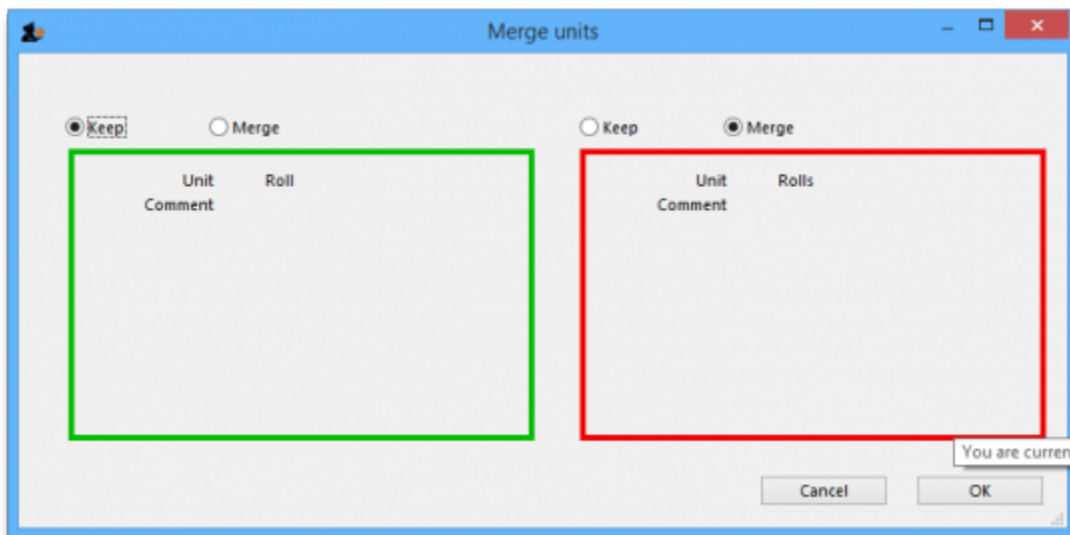 Merge units
Keep Merge Keep Merge
Unit Roll Unit Rolls
Comment Comment
You are curren
Cancel OK